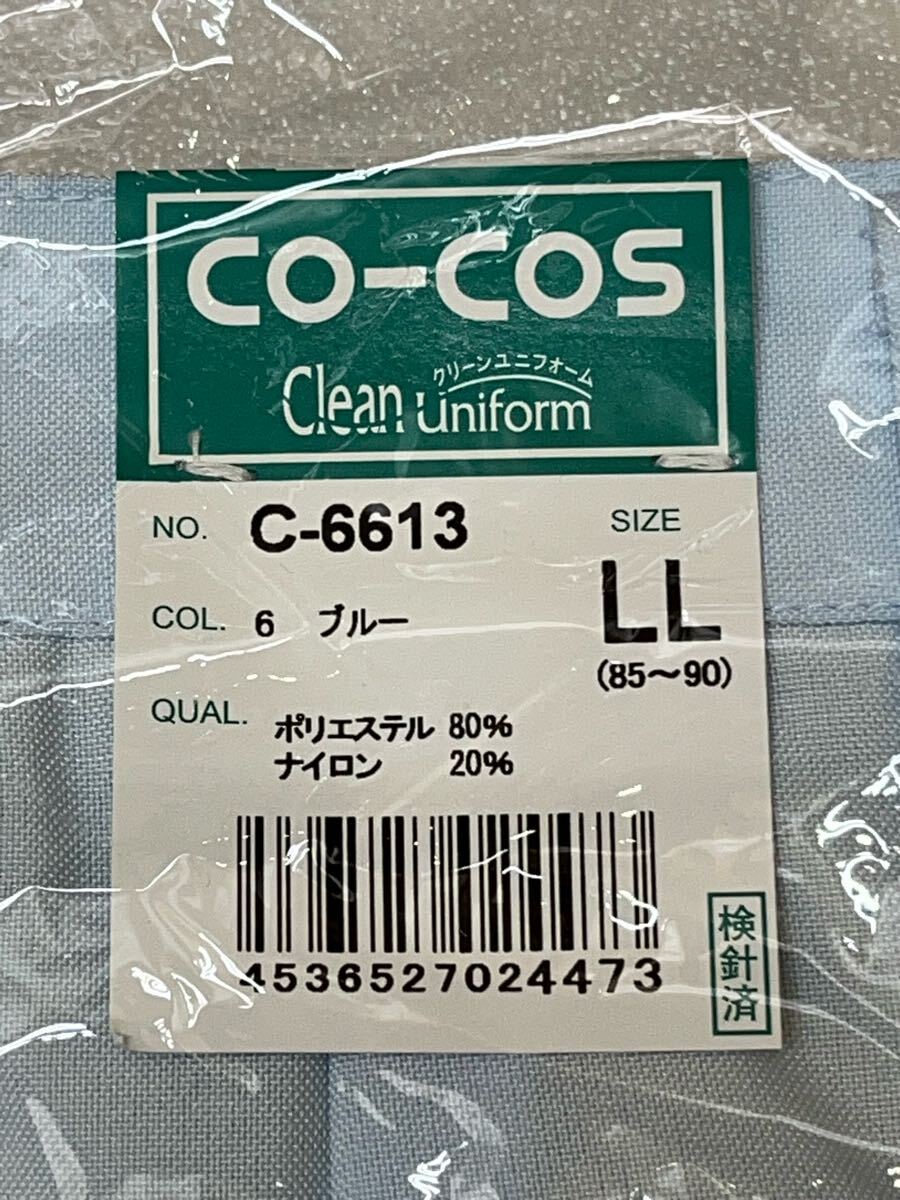 CO-COS
クリーンユニフォーム
Clean Uniform
NO. C-6613
SIZE
LL
(85～90)
COL. 6 ブルー
QUAL. ポリエステル 80%
ナイロン 20%
4536527024473
検針済